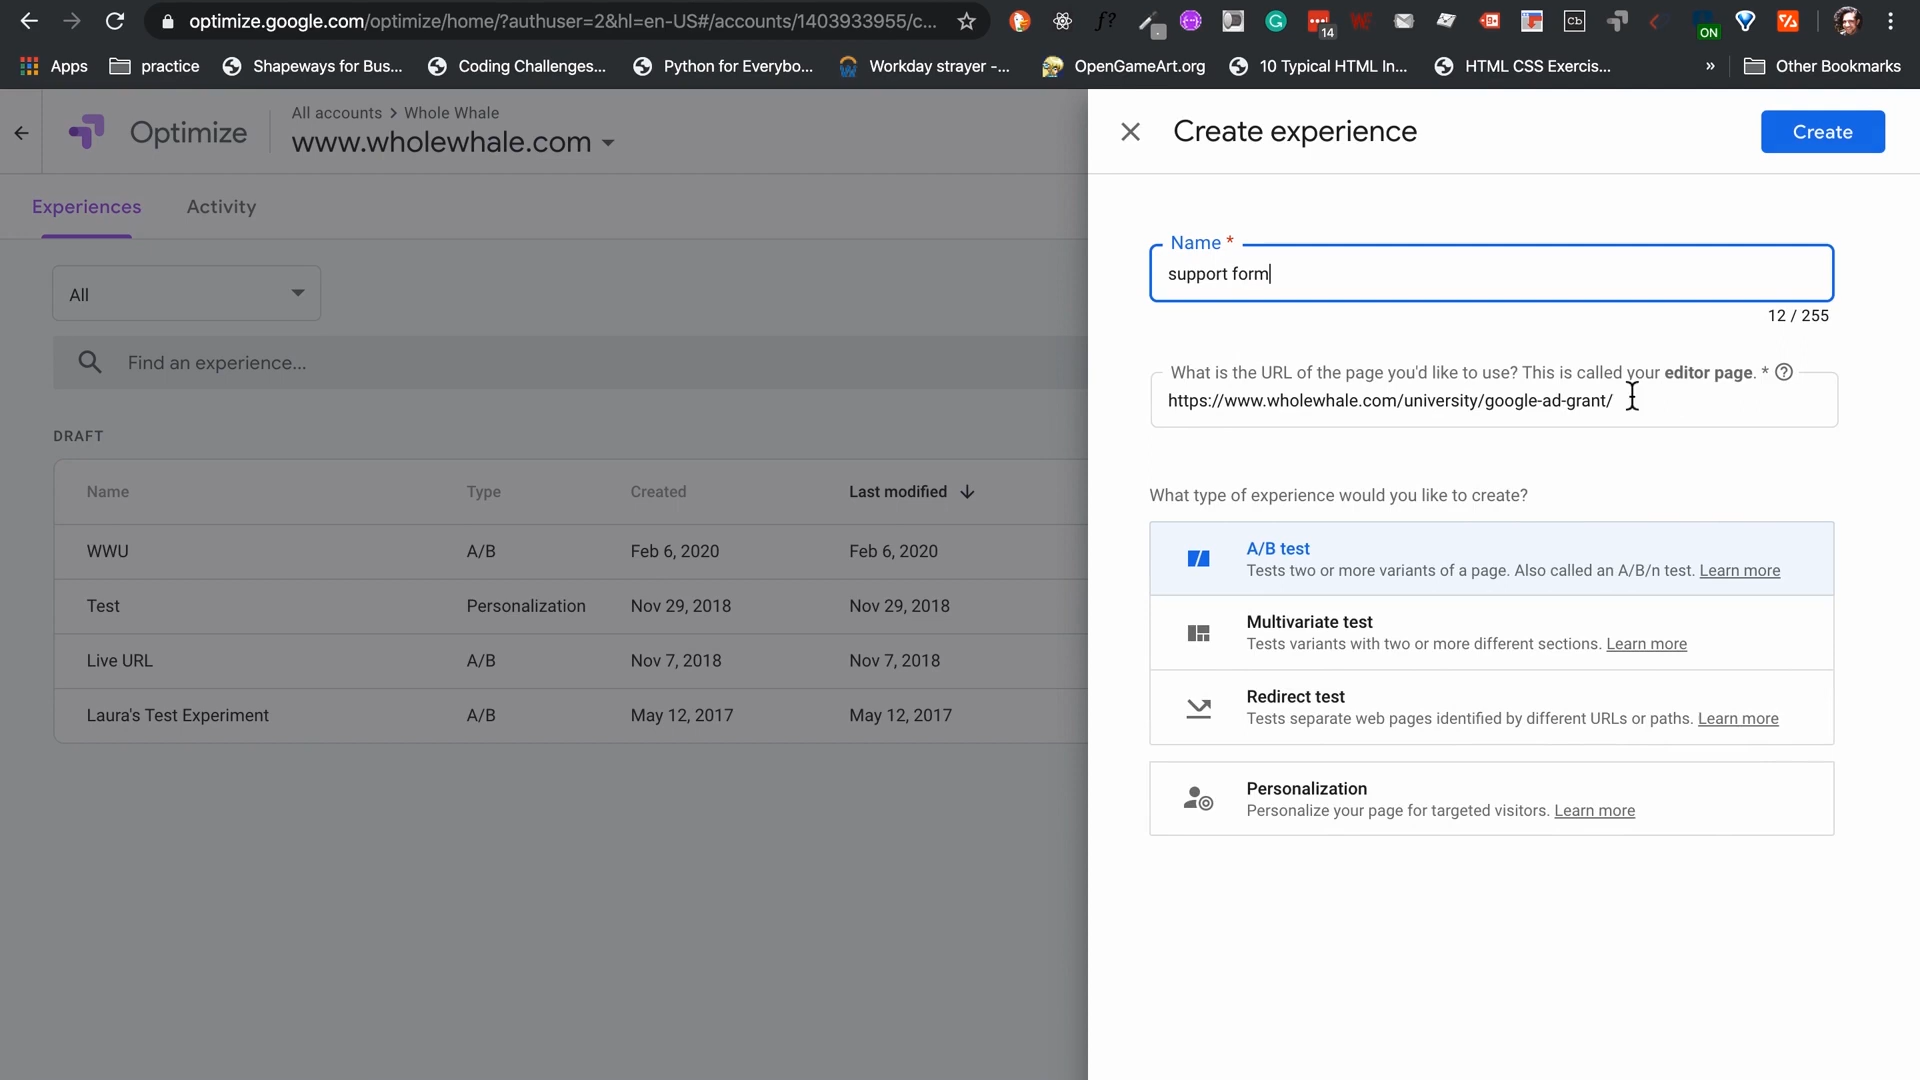 optimize.google.com/optimize/home/?authuser=2&hl=en-US#/accounts/1403933955/c...
14
Cb
ON
Apps
practice
Shapeways for Bus...
Coding Challenges...
Python for Everybo...
Workday strayer -...
OpenGameArt.org
10 Typical HTML In...
HTML CSS Exercis...
»
Other Bookmarks
Optimize
All accounts > Whole Whale
www.wholewhale.com
Create experience
Create
Experiences
Activity
All
Find an experience...
DRAFT
Name Type Created Last modified
WWU A/B Feb 6, 2020 Feb 6, 2020
Test Personalization Nov 29, 2018 Nov 29, 2018
Live URL A/B Nov 7, 2018 Nov 7, 2018
Laura's Test Experiment A/B May 12, 2017 May 12, 2017
Name *
support form
12 / 255
What is the URL of the page you'd like to use? This is called your editor page. *
https://www.wholewhale.com/university/google-ad-grant/
What type of experience would you like to create?
A/B test
Tests two or more variants of a page. Also called an A/B/n test. Learn more
Multivariate test
Tests variants with two or more different sections. Learn more
Redirect test
Tests separate web pages identified by different URLs or paths. Learn more
Personalization
Personalize your page for targeted visitors. Learn more